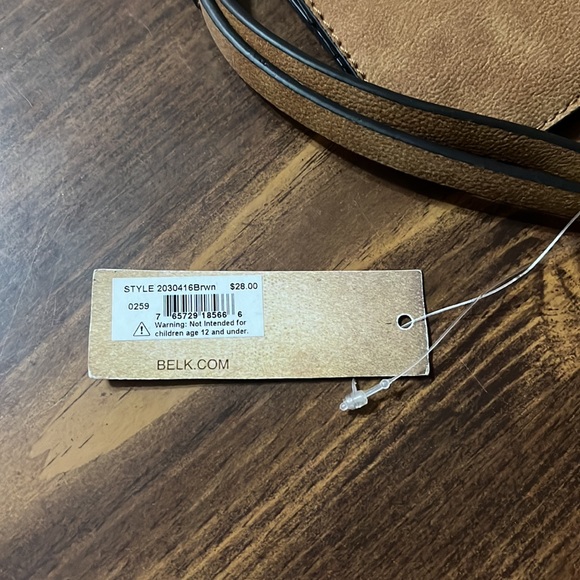 STYLE 2030416Brwn $28.00
0259
7 65729 18566 6
Warning: Not Intended for
children age 12 and under.
BELK.COM